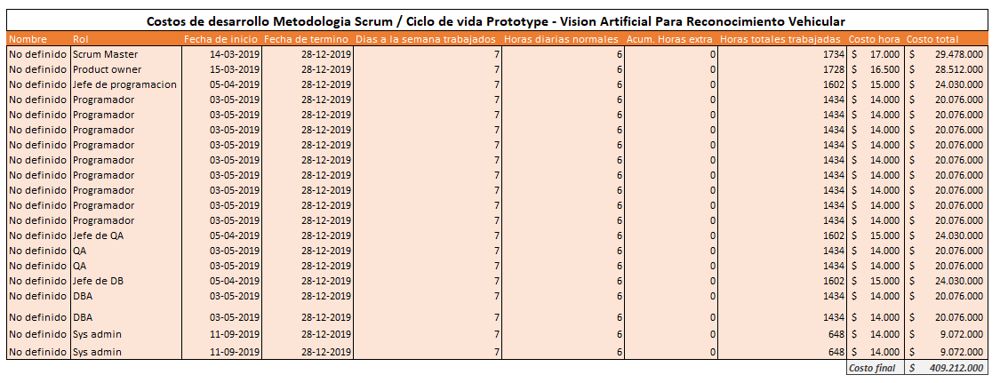 Costos de desarrollo Metodologia Scrum / Ciclo de vida Prototype - Vision Artificial Para Reconocimiento Vehicular
Nombre Rol Fecha de inicio Fecha de termino Dias a la semana trabajados Horas diarias normales Acum. Horas extra Horas totales trabajadas Costo hora Costo total
No definido Scrum Master 14-03-2019 28-12-2019 7 6 0 1734 $ 17.000 $ 29.478.000
No definido Product owner 15-03-2019 28-12-2019 7 6 0 1728 $ 16.500 $ 28.512.000
No definido Jefe de programacion 05-04-2019 28-12-2019 7 6 0 1602 $ 15.000 $ 24.030.000
No definido Programador 03-05-2019 28-12-2019 7 6 0 1434 $ 14.000 $ 20.076.000
No definido Programador 03-05-2019 28-12-2019 7 6 0 1434 $ 14.000 $ 20.076.000
No definido Programador 03-05-2019 28-12-2019 7 6 0 1434 $ 14.000 $ 20.076.000
No definido Programador 03-05-2019 28-12-2019 7 6 0 1434 $ 14.000 $ 20.076.000
No definido Programador 03-05-2019 28-12-2019 7 6 0 1434 $ 14.000 $ 20.076.000
No definido Programador 03-05-2019 28-12-2019 7 6 0 1434 $ 14.000 $ 20.076.000
No definido Programador 03-05-2019 28-12-2019 7 6 0 1434 $ 14.000 $ 20.076.000
No definido Programador 03-05-2019 28-12-2019 7 6 0 1434 $ 14.000 $ 20.076.000
No definido Programador 03-05-2019 28-12-2019 7 6 0 1434 $ 14.000 $ 20.076.000
No definido Jefe de QA 05-04-2019 28-12-2019 7 6 0 1602 $ 15.000 $ 24.030.000
No definido QA 03-05-2019 28-12-2019 7 6 0 1434 $ 14.000 $ 20.076.000
No definido QA 03-05-2019 28-12-2019 7 6 0 1434 $ 14.000 $ 20.076.000
No definido Jefe de DB 05-04-2019 28-12-2019 7 6 0 1602 $ 15.000 $ 24.030.000
No definido DBA 03-05-2019 28-12-2019 7 6 0 1434 $ 14.000 $ 20.076.000
No definido DBA 03-05-2019 28-12-2019 7 6 0 1434 $ 14.000 $ 20.076.000
No definido Sys admin 11-09-2019 28-12-2019 7 6 0 648 $ 14.000 $ 9.072.000
No definido Sys admin 11-09-2019 28-12-2019 7 6 0 648 $ 14.000 $ 9.072.000
Costo final $ 409.212.000